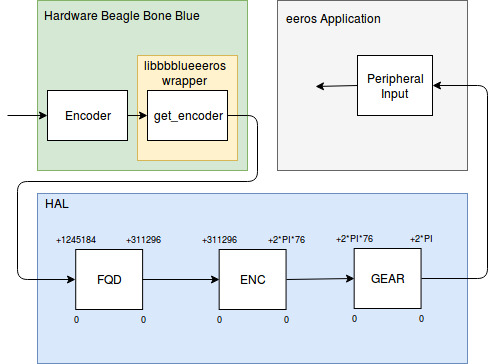 Hardware Beagle Bone Blue
libbbblueeeros
wrapper
Encoder
get_encoder
eeros Application
Peripheral
Input
HAL
+1245184
+311296
+311296
+2*PI*76
+2*PI*76
+2*PI
FQD
ENC
GEAR
0
0
0
0
0
0